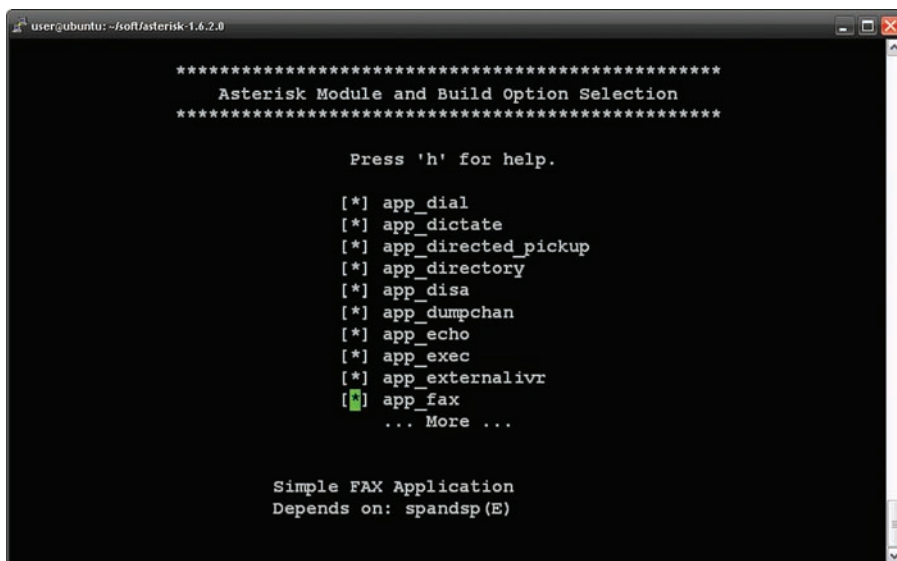 user@ubuntu: ~/soft/asterisk-1.6.2.0
**************************************************
Asterisk Module and Build Option Selection
**************************************************
Press 'h' for help.
[*] app_dial
[*] app_dictate
[*] app_directed_pickup
[*] app_directory
[*] app_disa
[*] app_dumpchan
[*] app_echo
[*] app_exec
[*] app_externalivr
[*] app_fax
... More ...
Simple FAX Application
Depends on: spandsp(E)